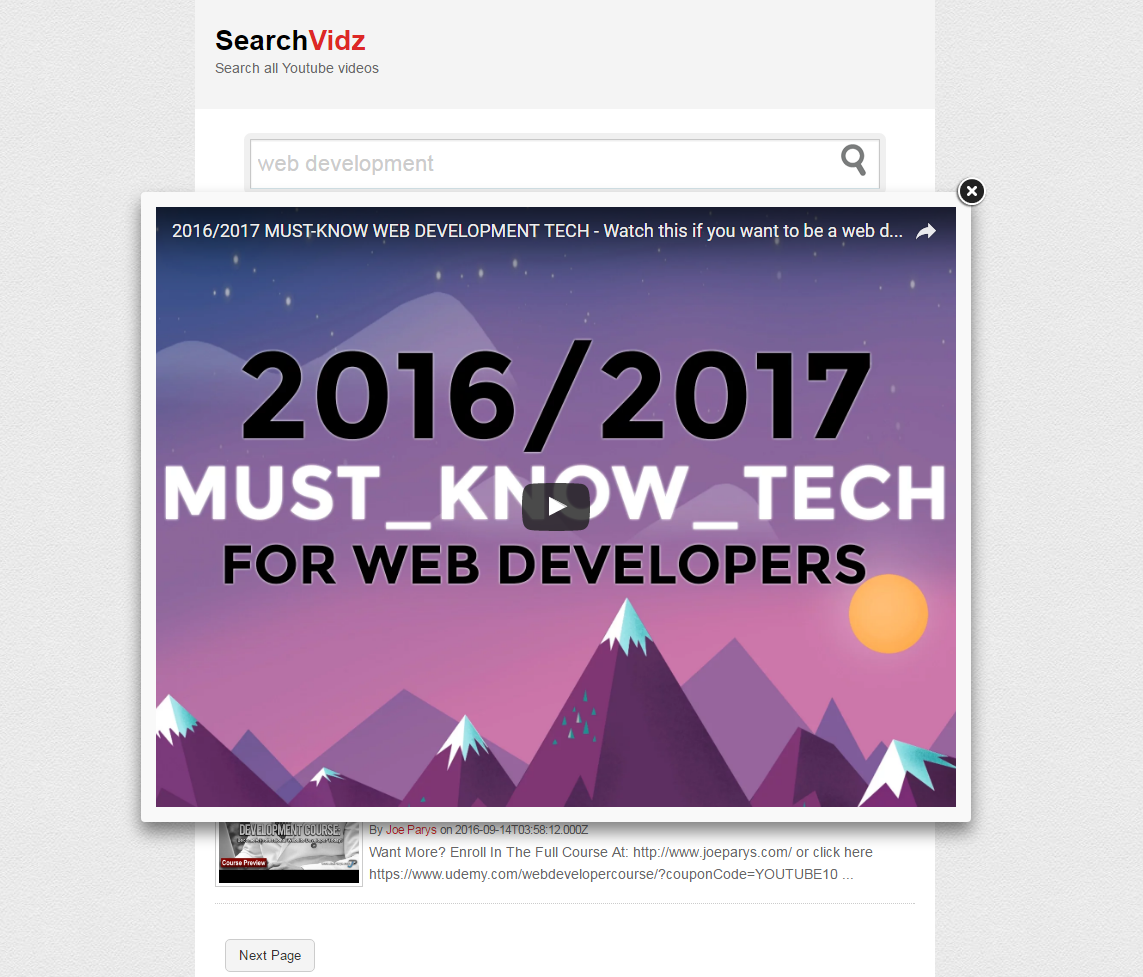 SearchVidz
Search all Youtube videos
web development
2016/2017 MUST-KNOW WEB DEVELOPMENT TECH - Watch this if you want to be a web d...
2016/2017
MUST_KNOW_TECH
FOR WEB DEVELOPERS
DEVELOPMENT COURSE:
By Joe Parys on 2016-09-14T03:58:12.000Z
Want More? Enroll In The Full Course At: http://www.joeparys.com/ or click here
Course Preview
https://www.udemy.com/webdevelopercourse/?couponCode=YOUTUBE10 ...
Next Page